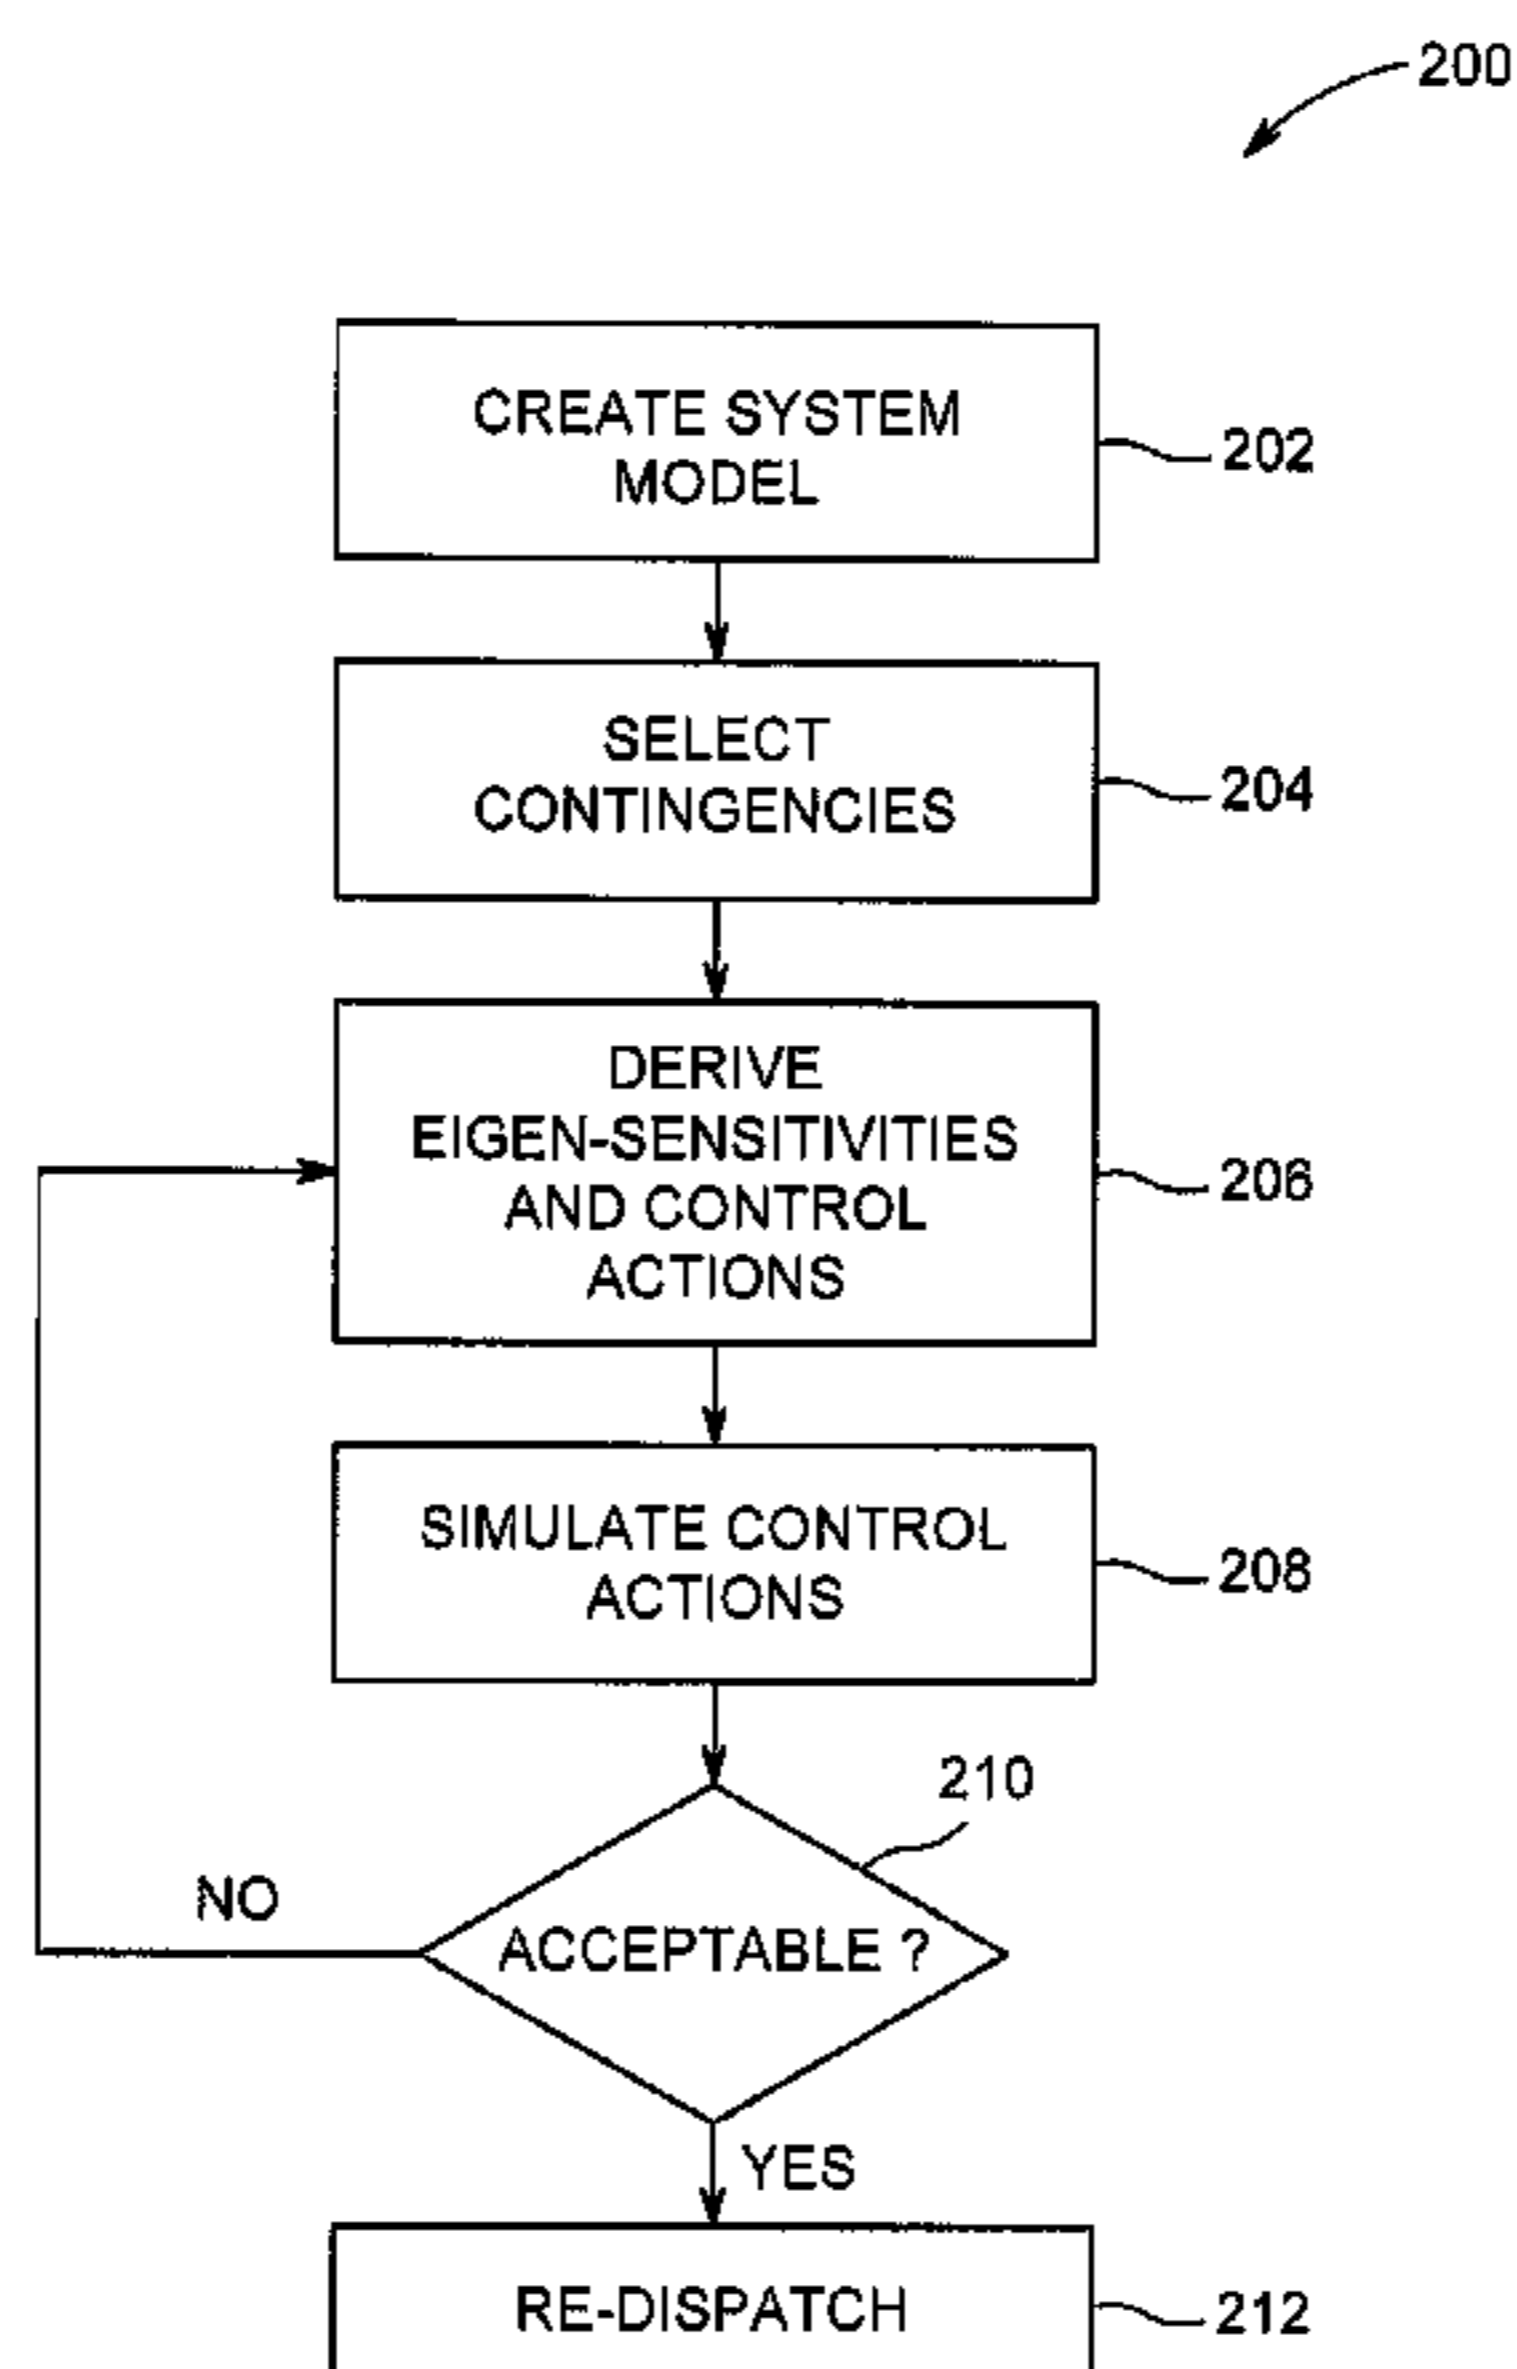 200
CREATE SYSTEM
MODEL
202
SELECT
CONTINGENCIES
204
DERIVE
EIGEN-SENSITIVITIES
AND CONTROL
ACTIONS
206
SIMULATE CONTROL
ACTIONS
208
210
NO
ACCEPTABLE ?
YES
RE-DISPATCH
212